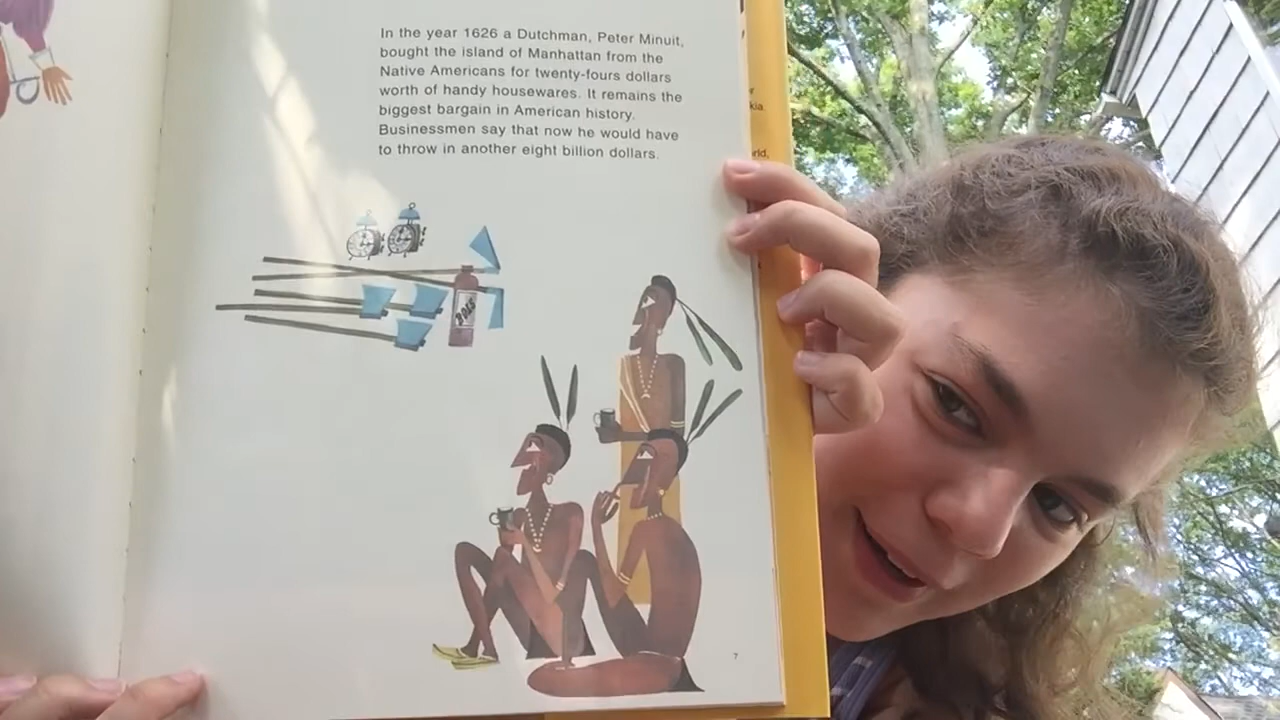 In the year 1626 a Dutchman, Peter Minuit,
bought the island of Manhattan from the
Native Americans for twenty-fours dollars
worth of handy housewares. It remains the
biggest bargain in American history.
Businessmen say that now he would have
to throw in another eight billion dollars.
7